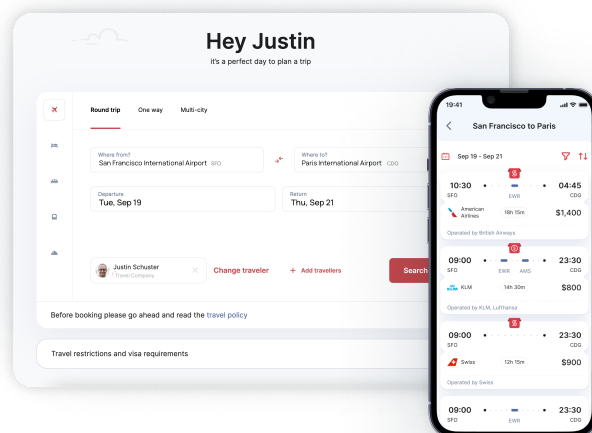 Hey Justin
it's a perfect day to plan a trip
Round trip One way Multi-city
Where from?
San Francisco International Airport SFO
Where to?
Paris International Airport CDG
Departure
Tue, Sep 19
Return
Thu, Sep 21
Justin Schuster
Travel Company
Change traveler
+ Add travellers
Search
Before booking please go ahead and read the travel policy
Travel restrictions and visa requirements
19:41
San Francisco to Paris
Sep 19 - Sep 21
10:30 04:45
SFO EWR CDG
American Airlines 18h 15m $1,400
Operated by British Airways
09:00 23:30
SFO EWR AMS CDG
KLM KLM 14h 30m $800
Operated by KLM, Lufthansa
09:00 23:30
SFO CDG
Swiss 12h 15m $900
Operated by Swiss
09:00 23:30
SFO EWR CDG